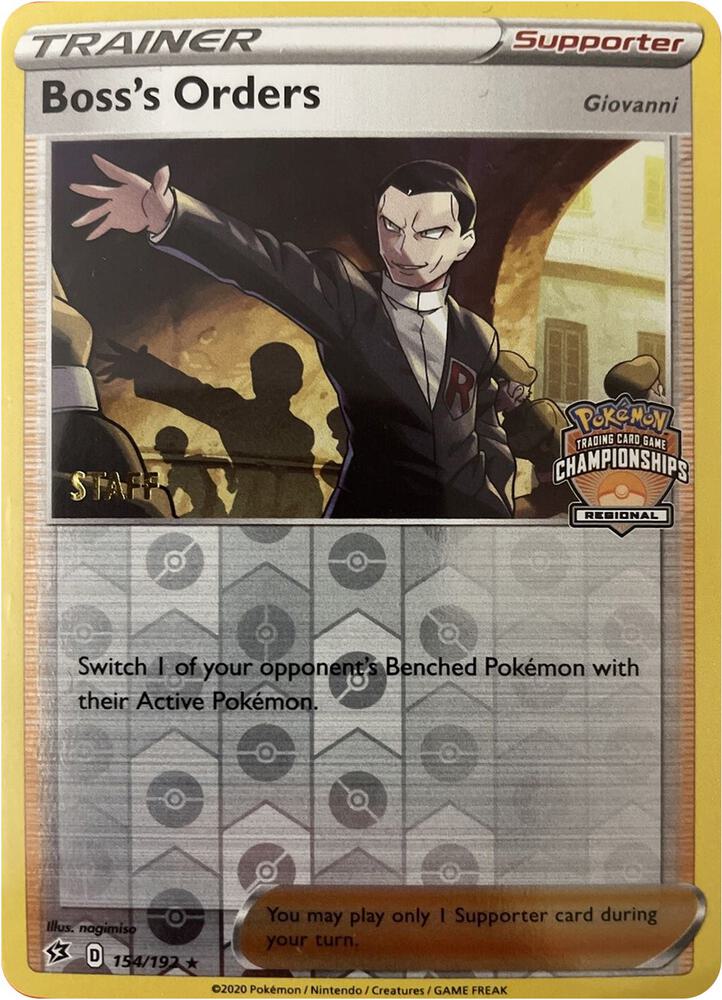 TRAINER
Supporter
Boss's Orders
Giovanni
R
STAFF
Pokémon
TRADING CARD GAME
CHAMPIONSHIPS
REGIONAL
Switch 1 of your opponent's Benched Pokémon with
their Active Pokémon.
You may play only 1 Supporter card during
your turn.
Illus. nagimiso
D 154/192 ★
©2020 Pokémon / Nintendo / Creatures / GAME FREAK